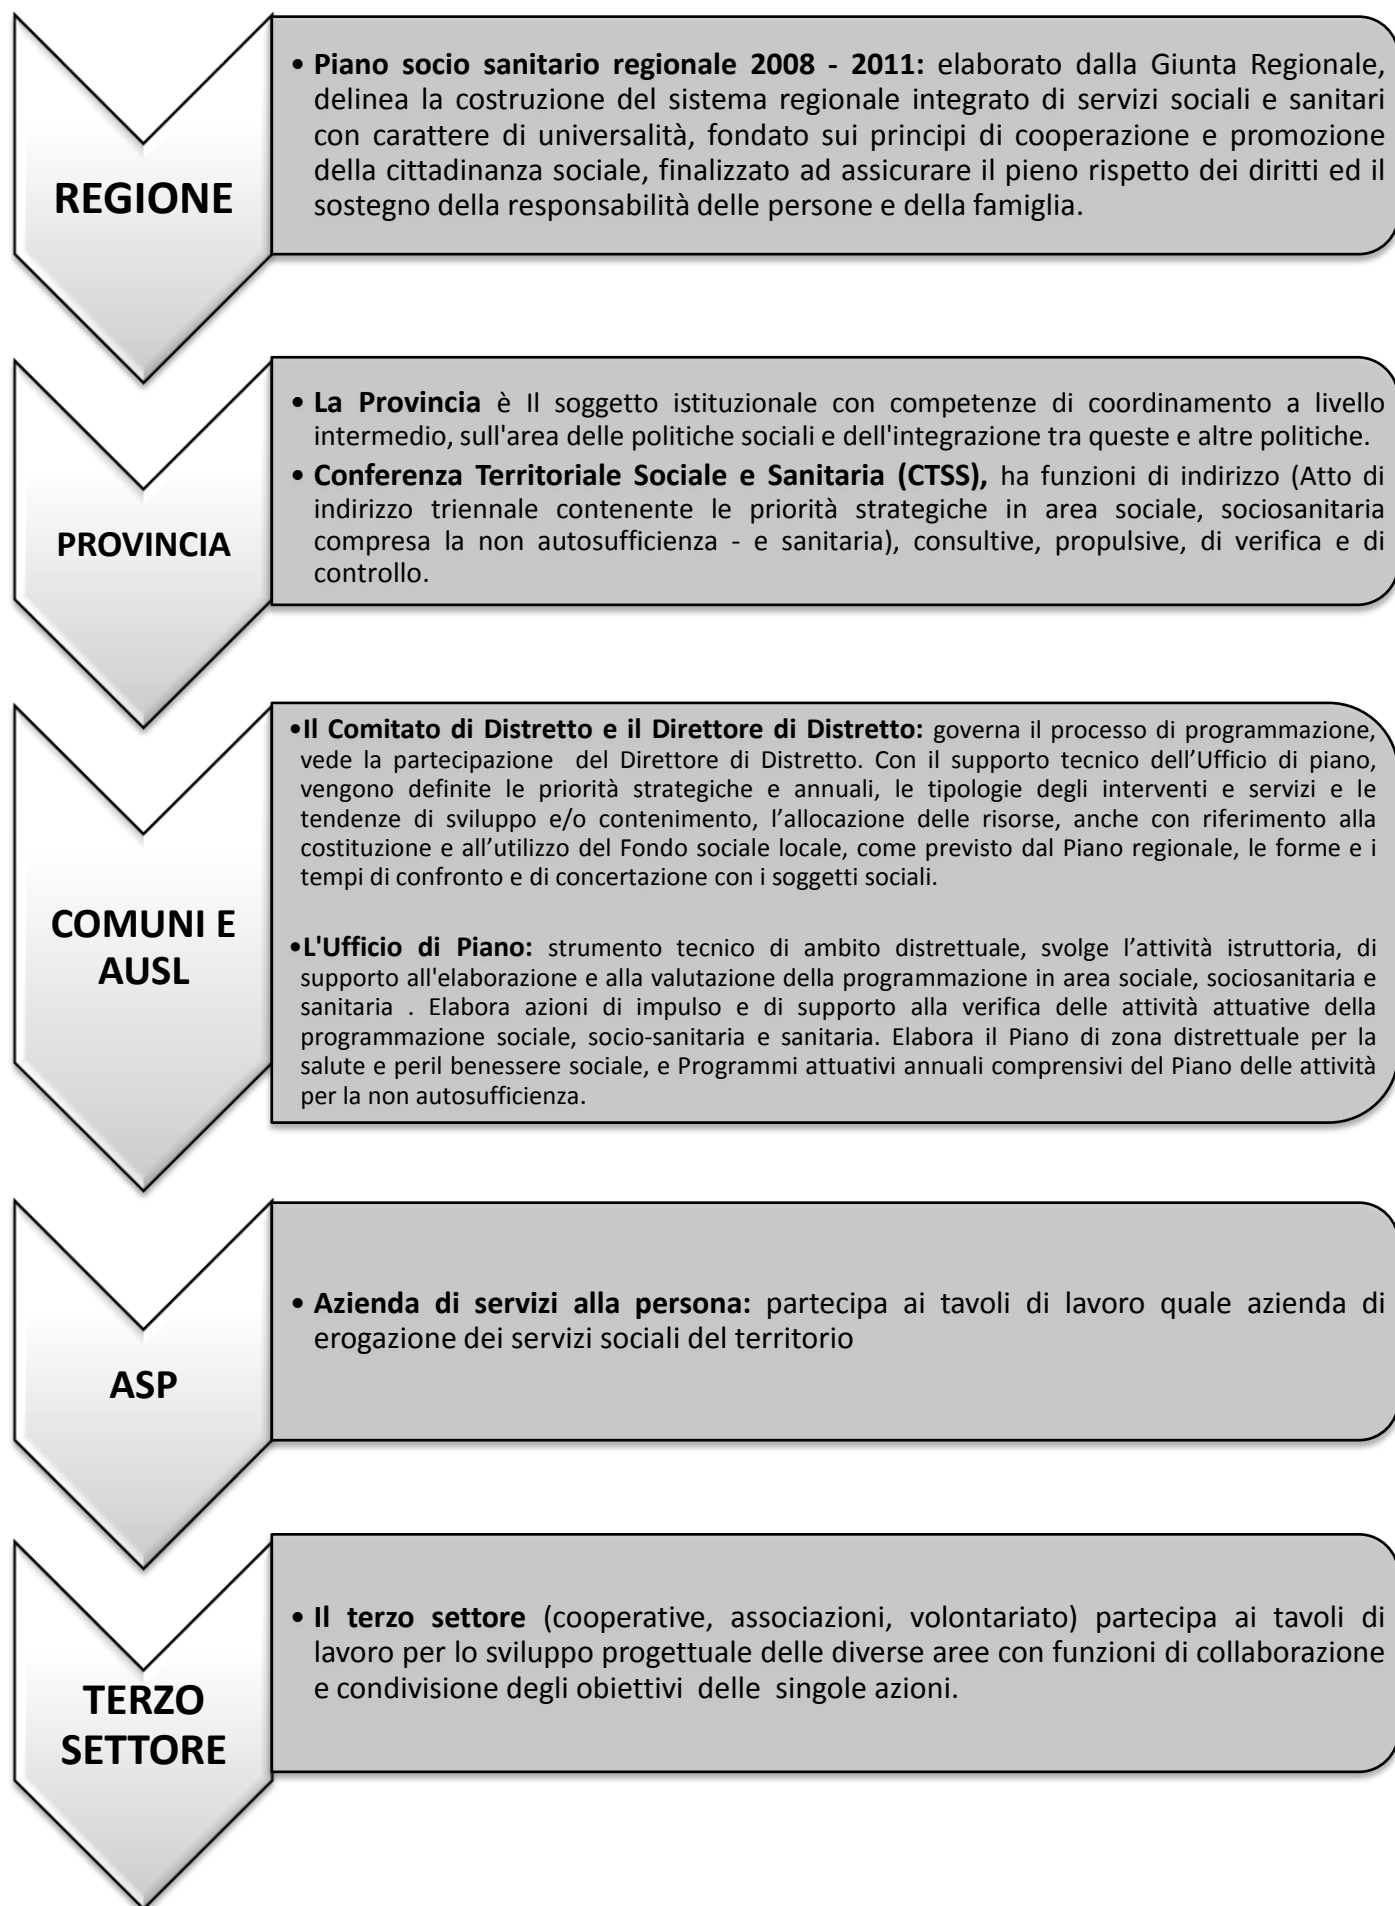 REGIONE
• Piano socio sanitario regionale 2008 - 2011: elaborato dalla Giunta Regionale,
delinea la costruzione del sistema regionale integrato di servizi sociali e sanitari
con carattere di universalità, fondato sui principi di cooperazione e promozione
della cittadinanza sociale, finalizzato ad assicurare il pieno rispetto dei diritti ed il
sostegno della responsabilità delle persone e della famiglia.
PROVINCIA
• La Provincia è Il soggetto istituzionale con competenze di coordinamento a livello
intermedio, sull'area delle politiche sociali e dell'integrazione tra queste e altre politiche.
• Conferenza Territoriale Sociale e Sanitaria (CTSS), ha funzioni di indirizzo (Atto di
indirizzo triennale contenente le priorità strategiche in area sociale, sociosanitaria
compresa la non autosufficienza - e sanitaria), consultive, propulsive, di verifica e di
controllo.
COMUNI E
AUSL
•Il Comitato di Distretto e il Direttore di Distretto: governa il processo di programmazione,
vede la partecipazione del Direttore di Distretto. Con il supporto tecnico dell’Ufficio di piano,
vengono definite le priorità strategiche e annuali, le tipologie degli interventi e servizi e le
tendenze di sviluppo e/o contenimento, l’allocazione delle risorse, anche con riferimento alla
costituzione e all’utilizzo del Fondo sociale locale, come previsto dal Piano regionale, le forme e i
tempi di confronto e di concertazione con i soggetti sociali.
•L'Ufficio di Piano: strumento tecnico di ambito distrettuale, svolge l’attività istruttoria, di
supporto all'elaborazione e alla valutazione della programmazione in area sociale, sociosanitaria e
sanitaria . Elabora azioni di impulso e di supporto alla verifica delle attività attuative della
programmazione sociale, socio-sanitaria e sanitaria. Elabora il Piano di zona distrettuale per la
salute e peril benessere sociale, e Programmi attuativi annuali comprensivi del Piano delle attività
per la non autosufficienza.
ASP
• Azienda di servizi alla persona: partecipa ai tavoli di lavoro quale azienda di
erogazione dei servizi sociali del territorio
TERZO
SETTORE
• Il terzo settore (cooperative, associazioni, volontariato) partecipa ai tavoli di
lavoro per lo sviluppo progettuale delle diverse aree con funzioni di collaborazione
e condivisione degli obiettivi delle singole azioni.